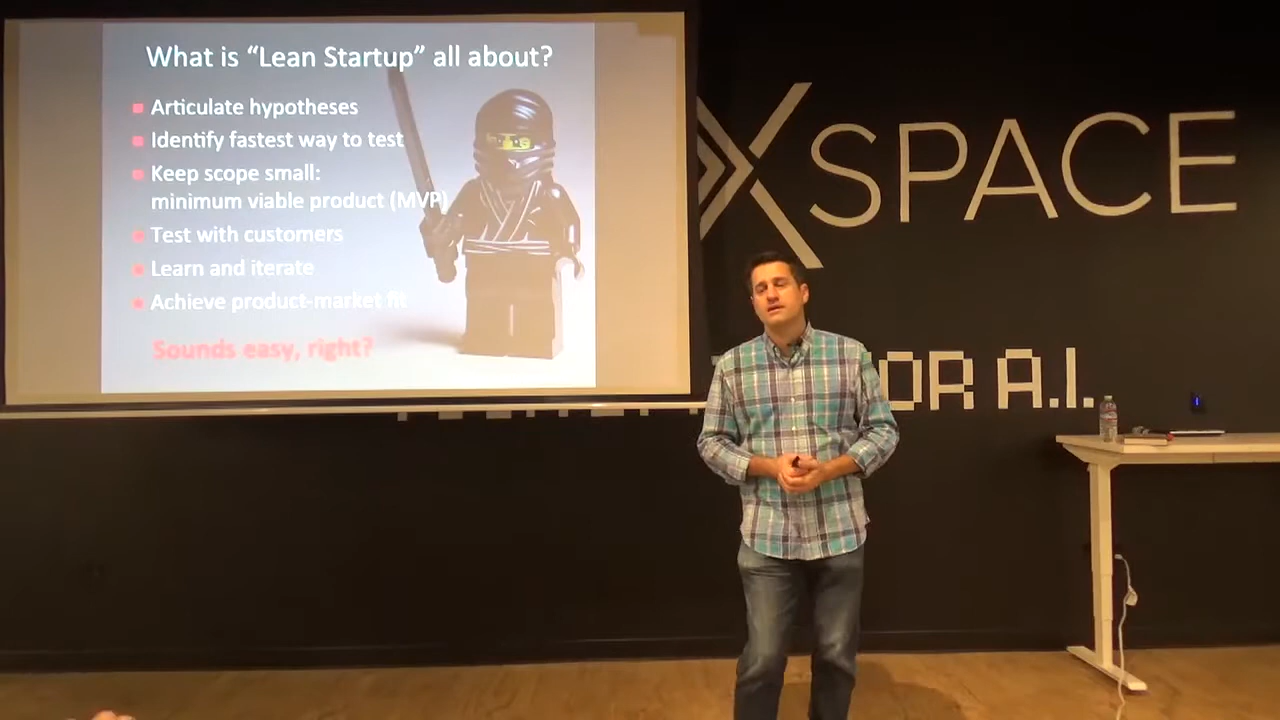 What is “Lean Startup” all about?
Articulate hypotheses
Identify fastest way to test
Keep scope small:
minimum viable product (MVP)
Test with customers
Learn and iterate
Achieve product-market fit
Sounds easy, right?
XSPACE
OR A.I.